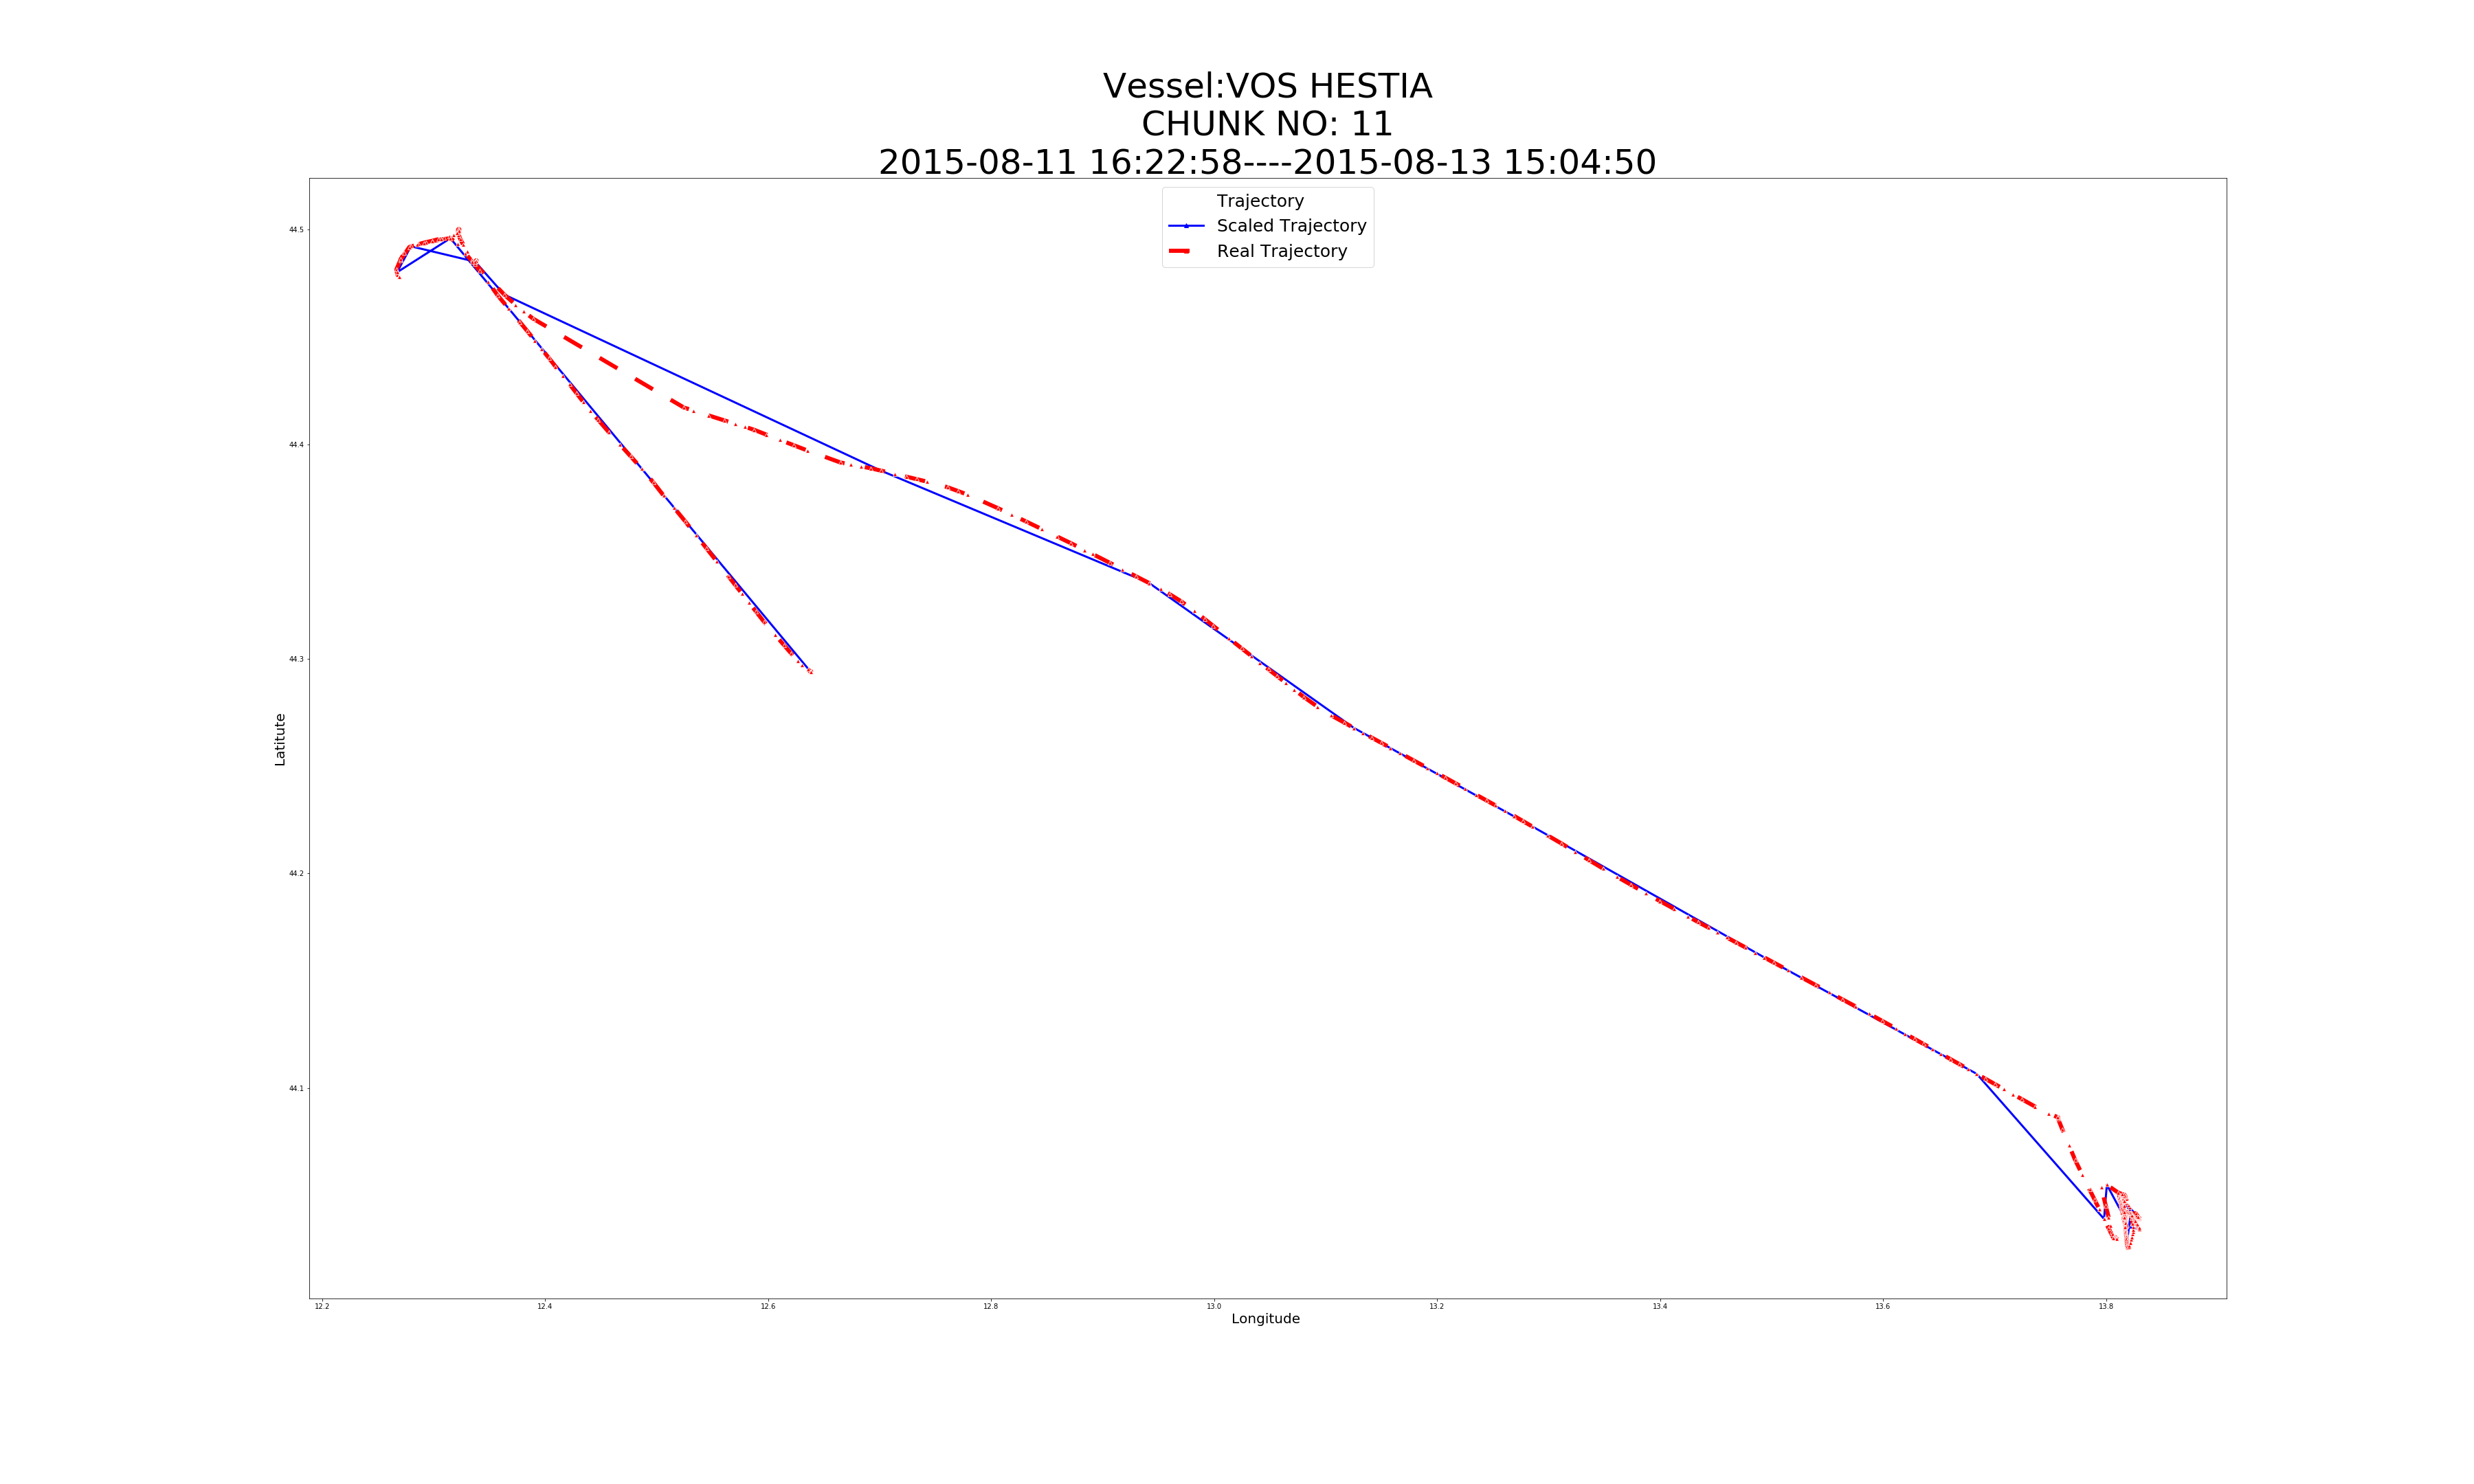 Vessel:VOS HESTIA
CHUNK NO: 11
2015-08-11 16:22:58----2015-08-13 15:04:50
Trajectory
Scaled Trajectory
Real Trajectory
44.5
44.4
44.3
44.2
44.1
Latitute
12.2 12.4 12.6 12.8 13.0 13.2 13.4 13.6 13.8
Longitude